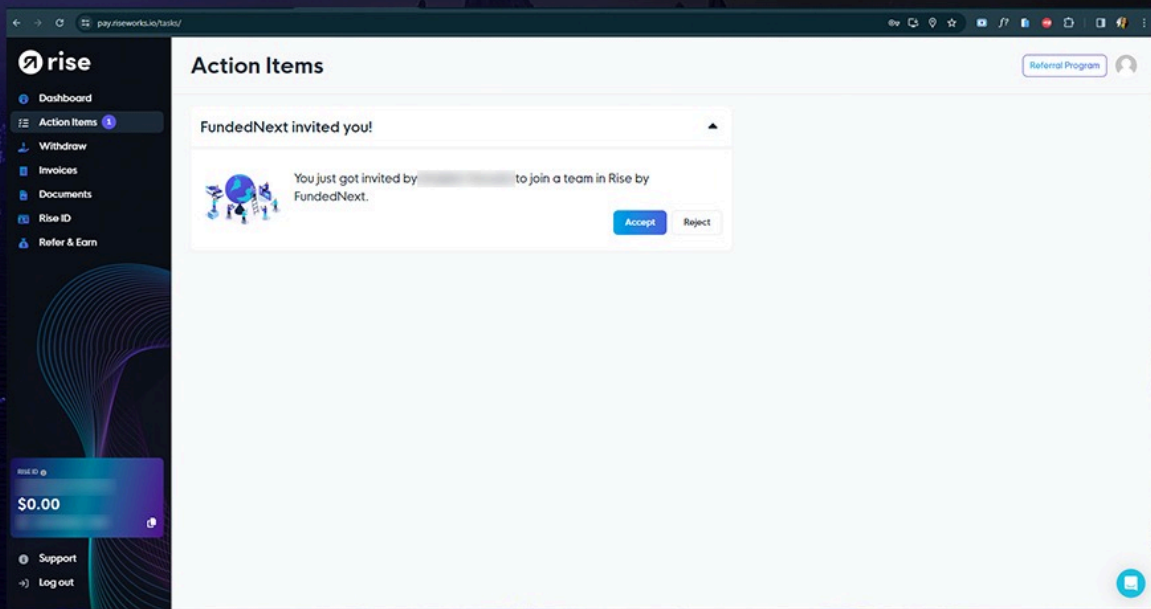 pay.riseworks.io/tasks/
rise
Action Items
Referral Program
Dashboard
Action Items 1
Withdraw
Invoices
Documents
Rise ID
Refer & Earn
FundedNext invited you!
You just got invited by to join a team in Rise by
FundedNext.
Accept Reject
RISE ID
$0.00
Support
Log out